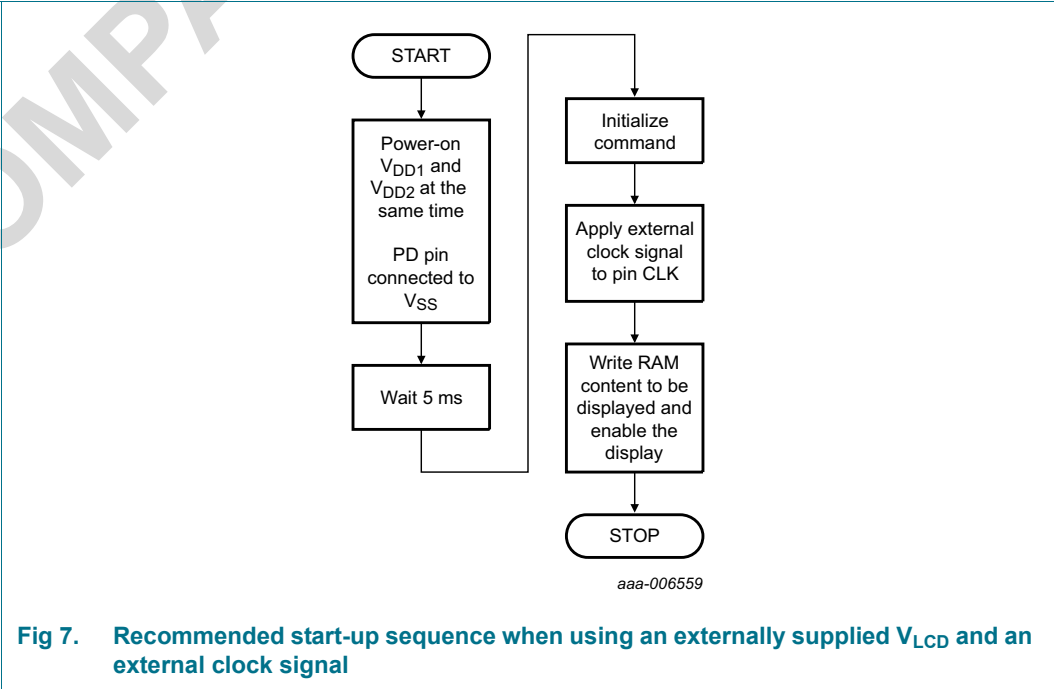 START
Power-on
VDD1 and
VDD2 at the
same time
PD pin
connected to
VSS
Wait 5 ms
Initialize
command
Apply external
clock signal
to pin CLK
Write RAM
content to be
displayed and
enable the
display
STOP
aaa-006559
Fig 7. Recommended start-up sequence when using an externally supplied VLCD and an
external clock signal